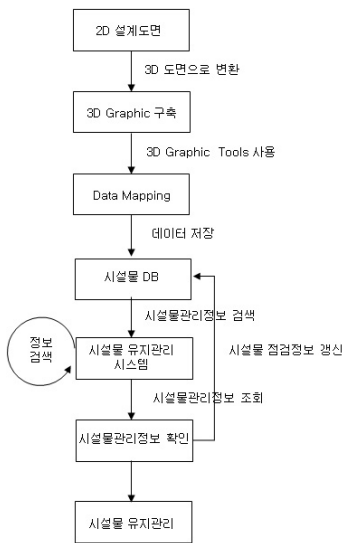 2D 설계도면
3D 도면으로 변환
3D Graphic 구축
3D Graphic Tools 사용
Data Mapping
데이터 저장
시설물 DB
시설물관리정보 검색
정보
검색
시설물 유지관리
시스템
시설물 점검정보 갱신
시설물관리정보 조회
시설물관리정보 확인
시설물 유지관리